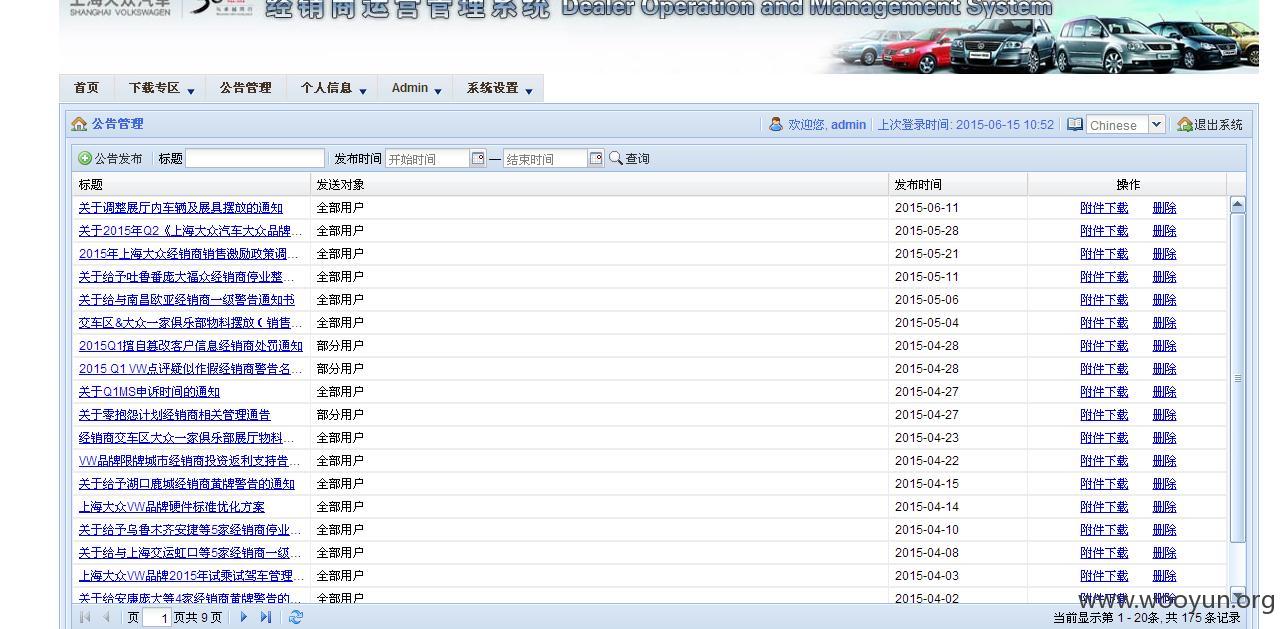 上海大众汽车
SHANGHAI VOLKSWAGEN
经销商运营管理系统 Dealer Operation and Management System
首页 下载专区 公告管理 个人信息 Admin 系统设置
公告管理 欢迎您, admin 上次登录时间: 2015-06-15 10:52 Chinese 退出系统
公告发布 标题 发布时间 开始时间 — 结束时间 查询
标题 发送对象 发布时间 操作
关于调整展厅内车辆及展具摆放的通知 全部用户 2015-06-11 附件下载 删除
关于2015年Q2《上海大众汽车大众品牌... 全部用户 2015-05-28 附件下载 删除
2015年上海大众经销商销售激励政策调... 全部用户 2015-05-21 附件下载 删除
关于给予吐鲁番庞大福众经销商停业整... 全部用户 2015-05-11 附件下载 删除
关于给与南昌欧亚经销商一级警告通知书 全部用户 2015-05-06 附件下载 删除
交车区&大众一家俱乐部物料摆放（销售... 全部用户 2015-05-04 附件下载 删除
2015Q1擅自篡改客户信息经销商处罚通知 部分用户 2015-04-28 附件下载 删除
2015 Q1 VW点评疑似作假经销商警告名... 部分用户 2015-04-28 附件下载 删除
关于Q1MS申诉时间的通知 全部用户 2015-04-27 附件下载 删除
关于零抱怨计划经销商相关管理通告 部分用户 2015-04-27 附件下载 删除
经销商交车区大众一家俱乐部展厅物料... 全部用户 2015-04-23 附件下载 删除
VW品牌限牌城市经销商投资返利支持告... 全部用户 2015-04-22 附件下载 删除
关于给予湖口鹿城经销商黄牌警告的通知 全部用户 2015-04-15 附件下载 删除
上海大众VW品牌硬件标准优化方案 全部用户 2015-04-14 附件下载 删除
关于给予乌鲁木齐安捷等5家经销商停业... 全部用户 2015-04-10 附件下载 删除
关于给与上海交运虹口等5家经销商一级... 全部用户 2015-04-08 附件下载 删除
上海大众VW品牌2015年试乘试驾车管理... 全部用户 2015-04-03 附件下载 删除
关于给安康庞大等4家经销商黄牌警告的... 全部用户 2015-04-02 附件下载 删除
www.wooyun.org
页 1 页共 9 页 当前显示第 1 - 20条, 共 175 条记录